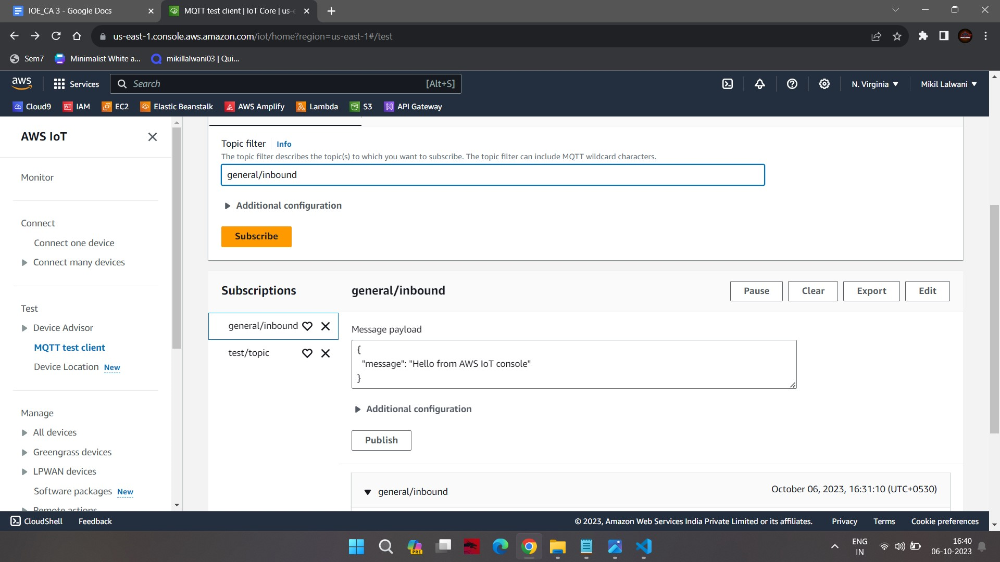 IOE_CA 3 - Google Docs
MQTT test client | IoT Core | us-e
us-east-1.console.aws.amazon.com/iot/home?region=us-east-1#/test
Sem7
Minimalist White a...
mikillalwani03 | Qui...
aws
Services
Search
[Alt+S]
N. Virginia
Mikil Lalwani
Cloud9
IAM
EC2
Elastic Beanstalk
AWS Amplify
Lambda
S3
API Gateway
AWS IoT
Monitor
Connect
Connect one device
Connect many devices
Test
Device Advisor
MQTT test client
Device Location New
Manage
All devices
Greengrass devices
LPWAN devices
Software packages New
Remote actions
Topic filter Info
The topic filter describes the topic(s) to which you want to subscribe. The topic filter can include MQTT wildcard characters.
general/inbound
Additional configuration
Subscribe
Subscriptions
general/inbound
test/topic
general/inbound
Pause
Clear
Export
Edit
Message payload
{
"message": "Hello from AWS IoT console"
}
Additional configuration
Publish
general/inbound
October 06, 2023, 16:31:10 (UTC+0530)
CloudShell
Feedback
© 2023, Amazon Web Services India Private Limited or its affiliates.
Privacy
Terms
Cookie preferences
PRE
ENG
IN
16:40
06-10-2023